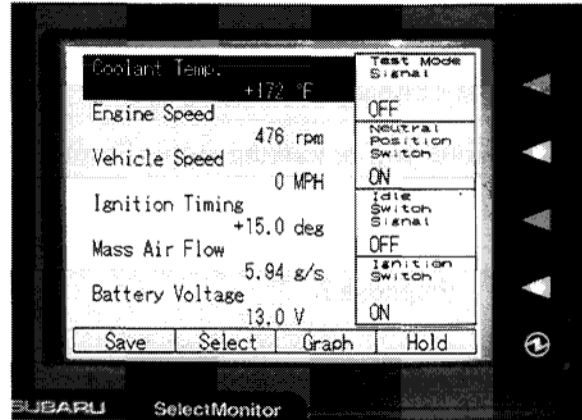 Coolant Temp.
+172 °F
Engine Speed
476 rpm
Vehicle Speed
0 MPH
Ignition Timing
+15.0 deg
Mass Air Flow
5.94 g/s
Battery Voltage
13.0 V
Test Mode
Signal
OFF
Neutral
Position
Switch
ON
Idle
Switch
Signal
OFF
Ignition
Switch
ON
Save Select Graph Hold
SUBARU SelectMonitor